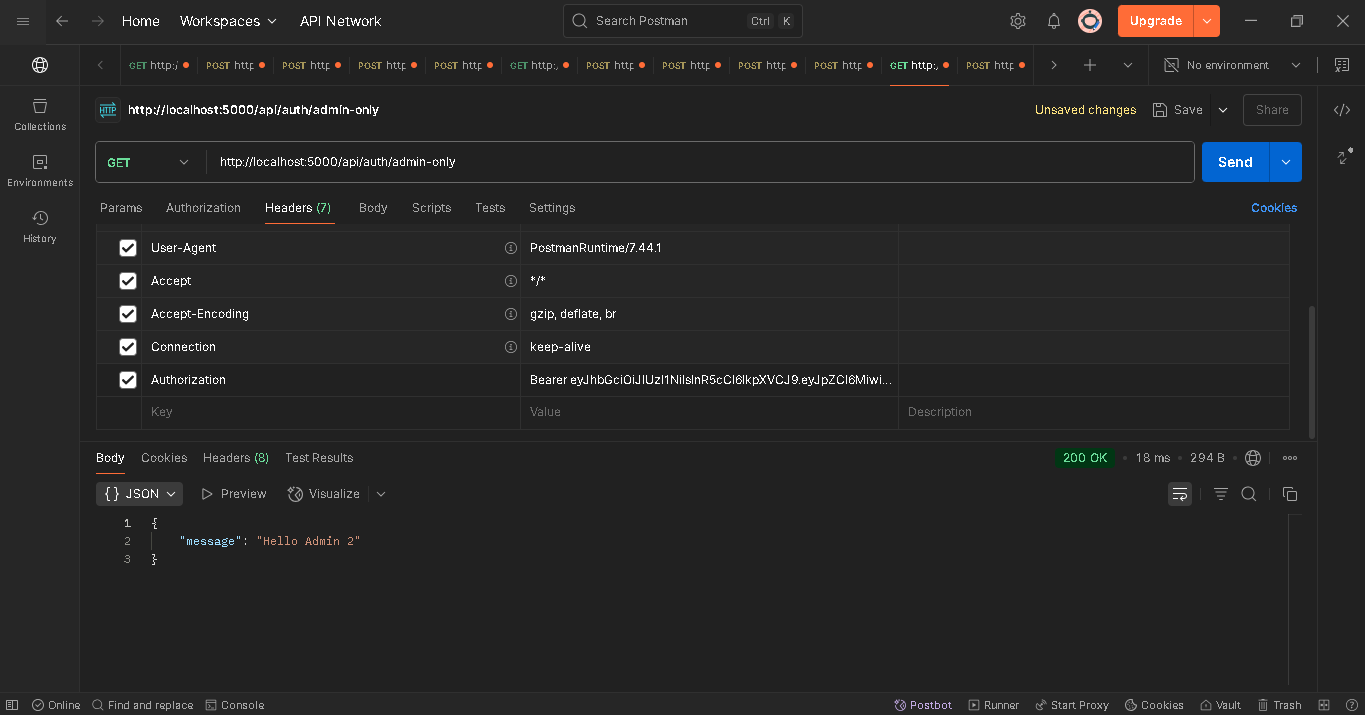 Home Workspaces API Network Search Postman Ctrl K Upgrade
GET http:/ POST http POST http POST http POST http GET http:, POST http POST http POST http POST http GET http:, POST http No environment
Collections
Environments
History
HTTP http://localhost:5000/api/auth/admin-only Unsaved changes Save Share
GET http://localhost:5000/api/auth/admin-only Send
Params Authorization Headers (7) Body Scripts Tests Settings Cookies
User-Agent PostmanRuntime/7.44.1
Accept */*
Accept-Encoding gzip, deflate, br
Connection keep-alive
Authorization Bearer eyJhbGciOiJIUzI1NiIsInR5cCI6IkpXVCJ9.eyJpZCI6Miwi...
Key Value Description
Body Cookies Headers (8) Test Results 200 OK • 18 ms • 294 B •
{} JSON Preview Visualize
1 {
2 "message": "Hello Admin 2"
3 }
Online Find and replace Console Postbot Runner Start Proxy Cookies Vault Trash